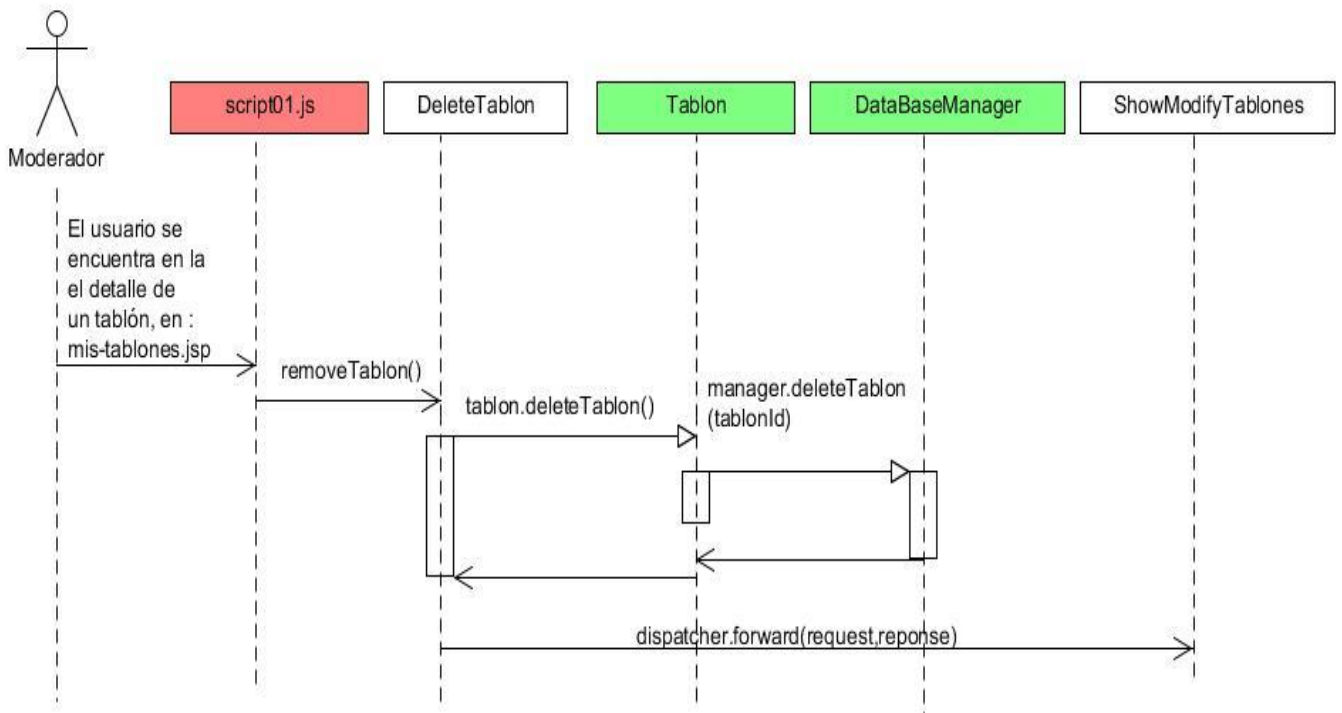 script01.js
DeleteTablon
Tablon
DataBaseManager
ShowModifyTablones
Moderador
El usuario se
encuentra en la
el detalle de
un tablón, en :
mis-tablones.jsp
removeTablon()
tablon.deleteTablon()
manager.deleteTablon
(tablonId)
dispatcher.forward(request,reponse)